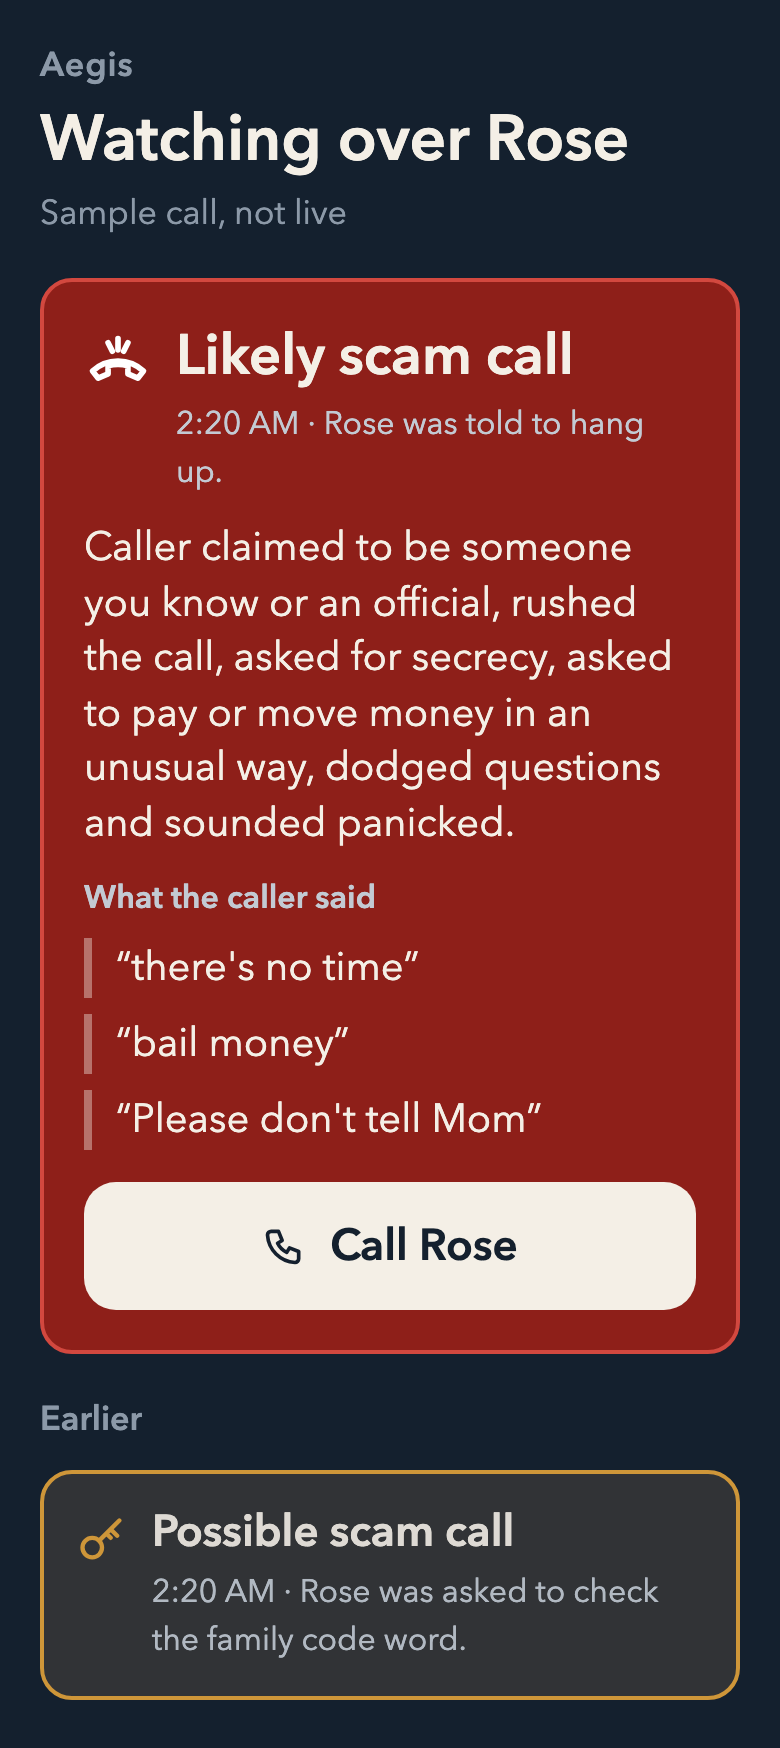 Aegis
Watching over Rose
Sample call, not live
Likely scam call
2:20 AM · Rose was told to hang
up.
Caller claimed to be someone
you know or an official, rushed
the call, asked for secrecy, asked
to pay or move money in an
unusual way, dodged questions
and sounded panicked.
What the caller said
“there's no time”
“bail money”
“Please don't tell Mom”
Call Rose
Earlier
Possible scam call
2:20 AM · Rose was asked to check
the family code word.